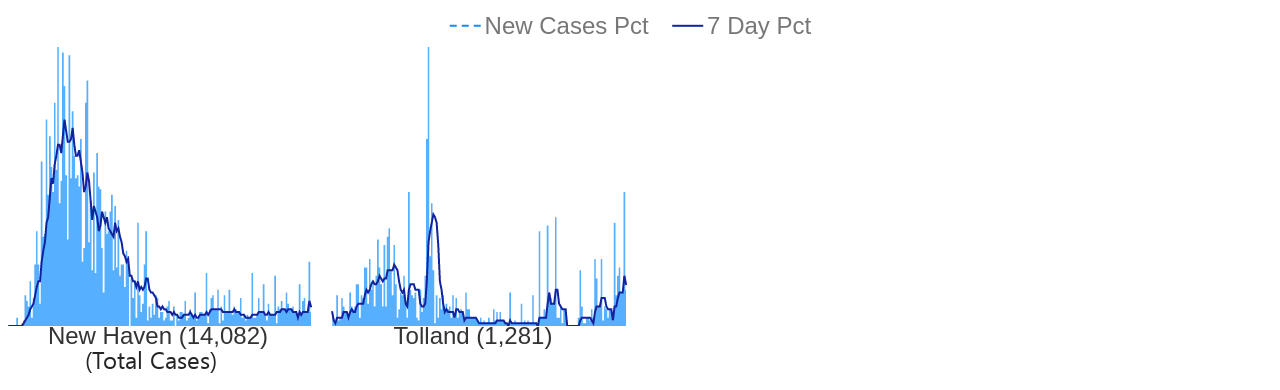 New Cases Pct 7 Day Pct
New Haven (14,082) Tolland (1,281)
(Total Cases)